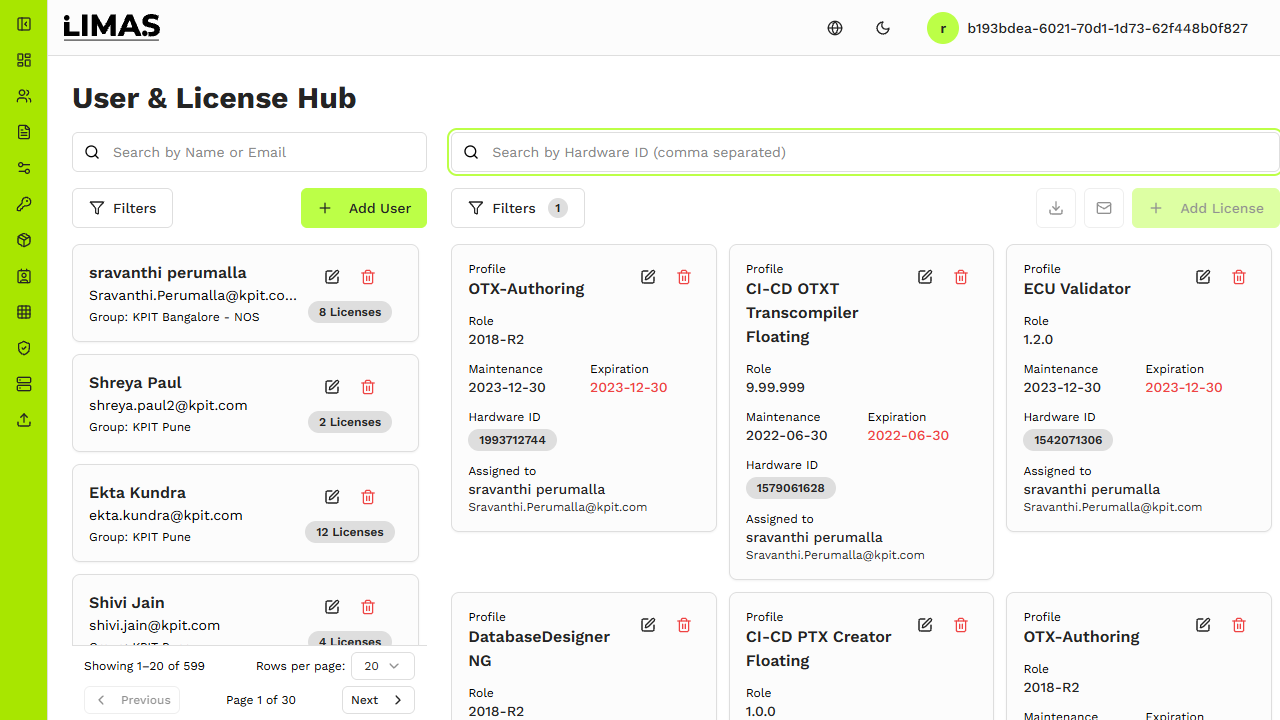 LIMAS
r
b193bdea-6021-70d1-1d73-62f448b0f827
User & License Hub
Search by Name or Email
Search by Hardware ID (comma separated)
Filters
Add User
Filters
1
Add License
sravanthi perumalla
Sravanthi.Perumalla@kpit.co...
Group: KPIT Bangalore - NOS
8 Licenses
Shreya Paul
shreya.paul2@kpit.com
Group: KPIT Pune
2 Licenses
Ekta Kundra
ekta.kundra@kpit.com
Group: KPIT Pune
12 Licenses
Shivi Jain
shivi.jain@kpit.com
4 Licenses
Showing 1–20 of 599
Rows per page:
20
Previous
Page 1 of 30
Next
Profile
OTX-Authoring
Role
2018-R2
Maintenance
Expiration
2023-12-30
2023-12-30
Hardware ID
1993712744
Assigned to
sravanthi perumalla
Sravanthi.Perumalla@kpit.com
Profile
CI-CD OTXT
Transcompiler
Floating
Role
9.99.999
Maintenance
Expiration
2022-06-30
2022-06-30
Hardware ID
1579061628
Assigned to
sravanthi perumalla
Sravanthi.Perumalla@kpit.com
Profile
ECU Validator
Role
1.2.0
Maintenance
Expiration
2023-12-30
2023-12-30
Hardware ID
1542071306
Assigned to
sravanthi perumalla
Sravanthi.Perumalla@kpit.com
Profile
DatabaseDesigner
NG
Role
2018-R2
Profile
CI-CD PTX Creator
Floating
Role
1.0.0
Profile
OTX-Authoring
Role
2018-R2
Maintenance
Expiration